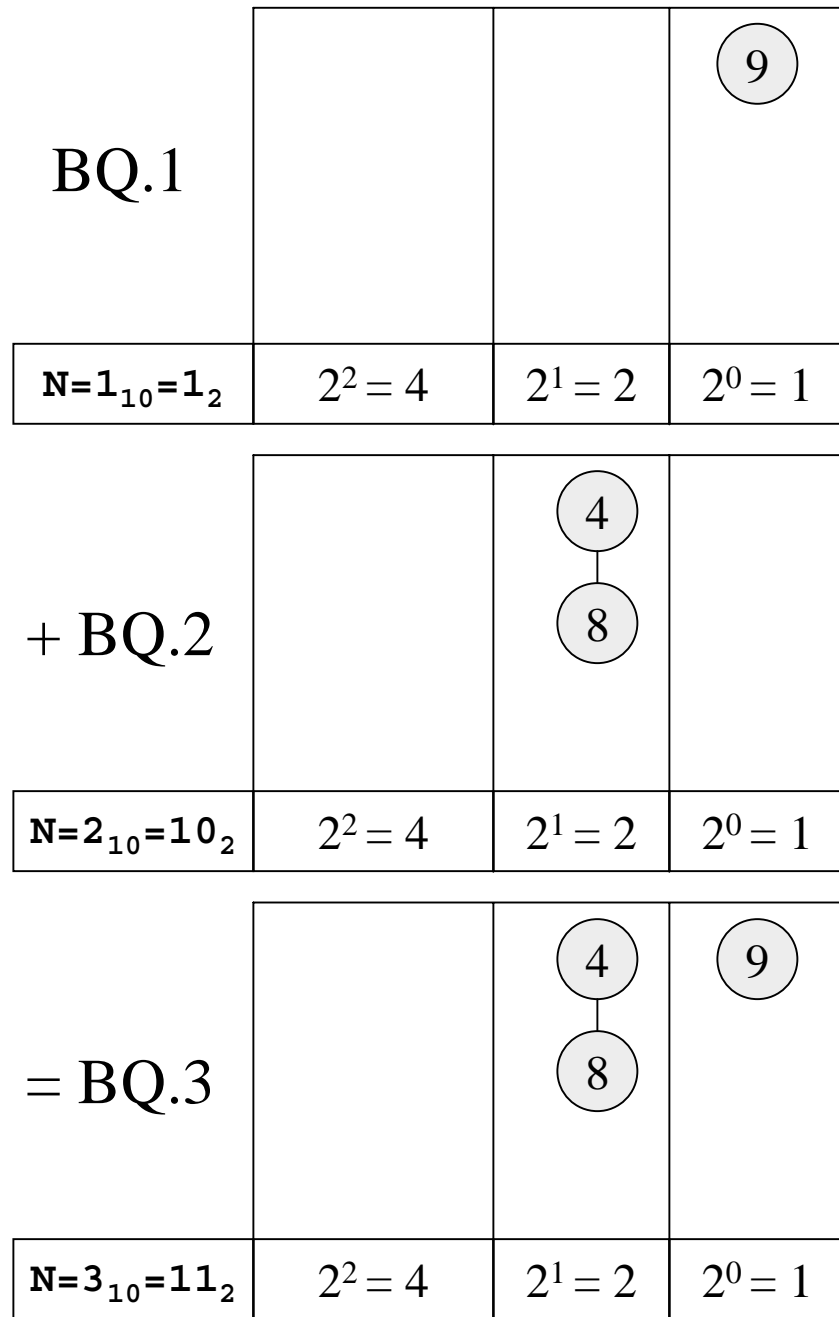 9
BQ.1
N=1₁₀=1₂ 2² = 4 2¹ = 2 2⁰ = 1
4
8
+ BQ.2
N=2₁₀=10₂ 2² = 4 2¹ = 2 2⁰ = 1
4 9
8
= BQ.3
N=3₁₀=11₂ 2² = 4 2¹ = 2 2⁰ = 1